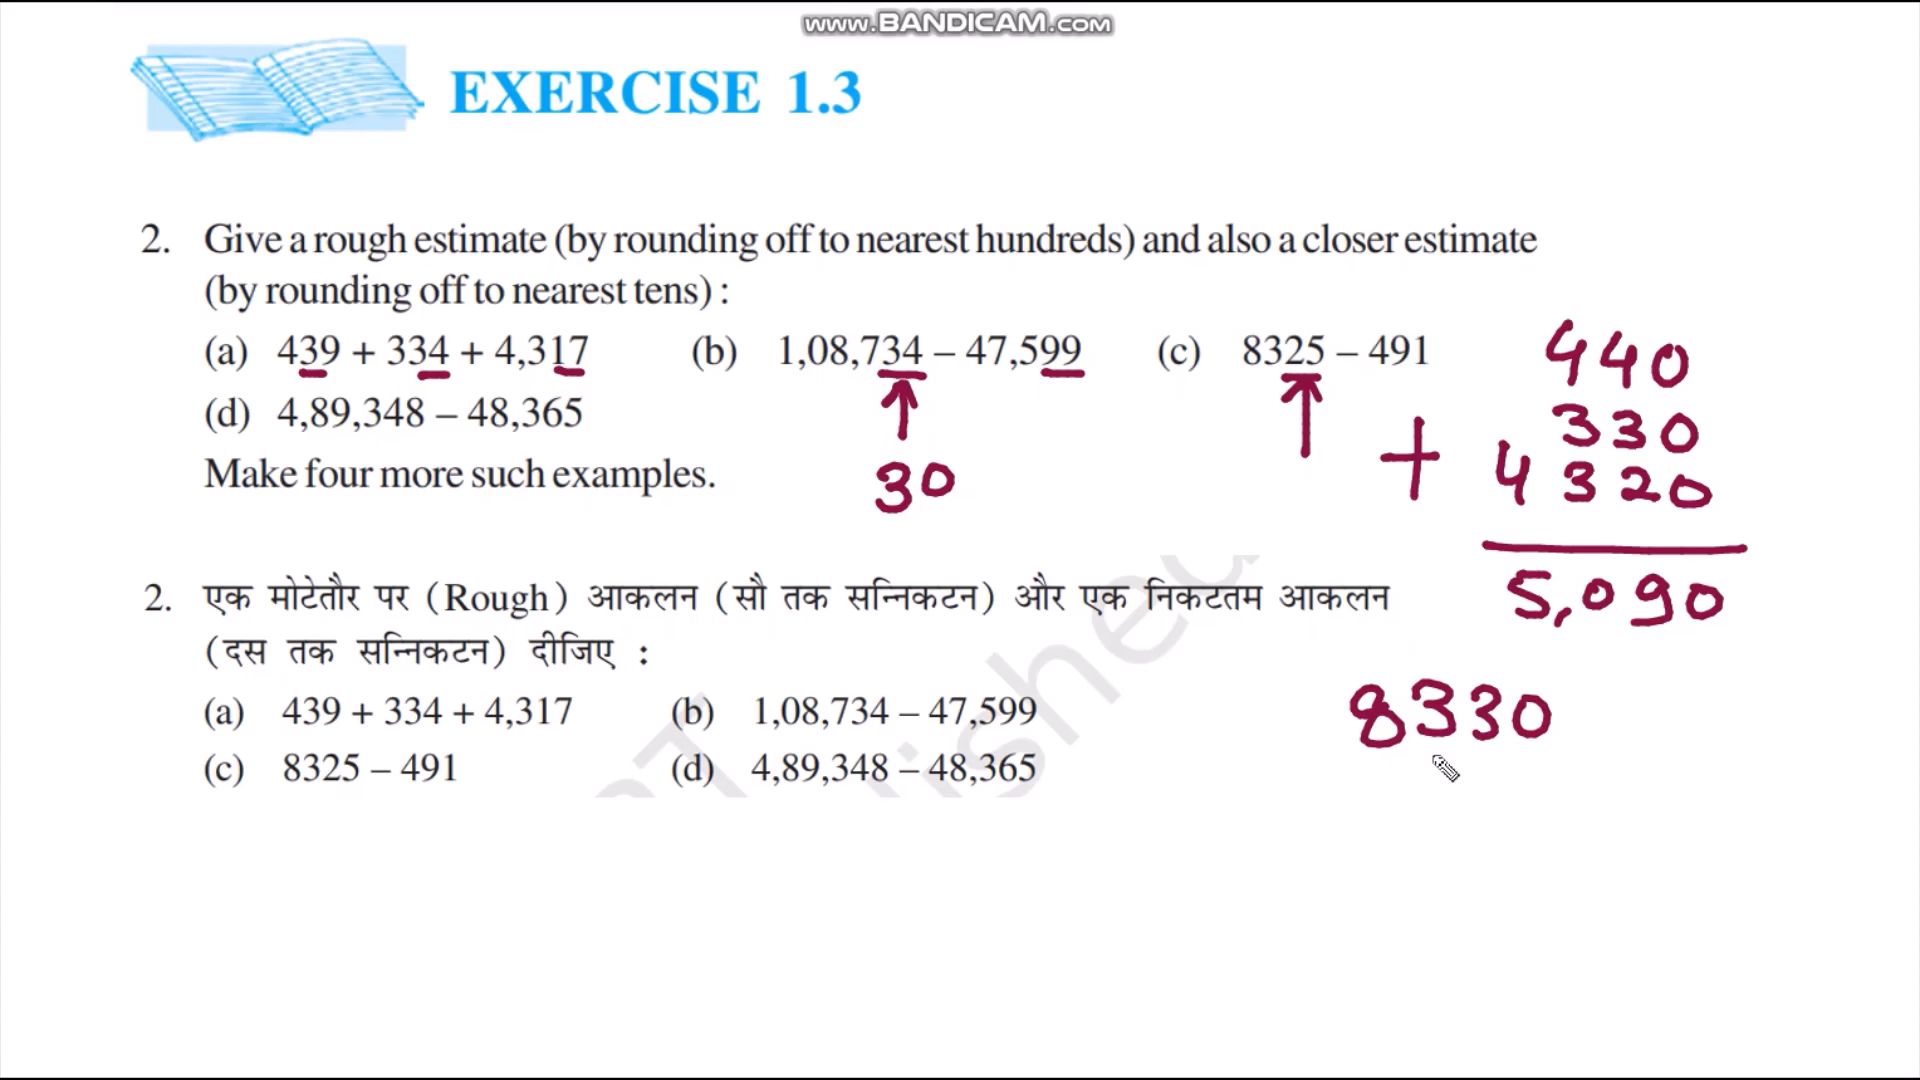 www.BANDICAM.com
EXERCISE 1.3
2. Give a rough estimate (by rounding off to nearest hundreds) and also a closer estimate
(by rounding off to nearest tens) :
(a) 439 + 334 + 4,317 (b) 1,08,734 – 47,599 (c) 8325 – 491
(d) 4,89,348 – 48,365
Make four more such examples.
30
440
330
+ 4320
5,090
2. एक मोटेतौर पर (Rough) आकलन (सौ तक सन्निकटन) और एक निकटतम आकलन
(दस तक सन्निकटन) दीजिए :
(a) 439 + 334 + 4,317 (b) 1,08,734 – 47,599
(c) 8325 – 491 (d) 4,89,348 – 48,365
8330